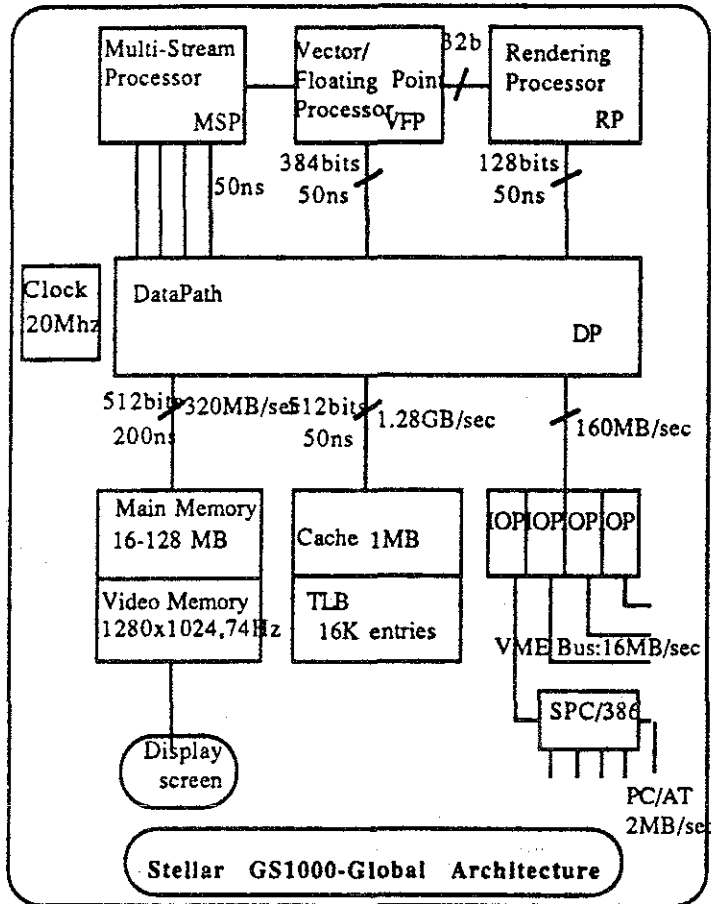 Multi-Stream
Processor
MSP
Vector/
Floating Point
Processor
VFP
32b
Rendering
Processor
RP
50ns
384bits
50ns
128bits
50ns
Clock
20Mhz
DataPath
DP
512bits
200ns
320MB/sec
512bits
50ns
1.28GB/sec
160MB/sec
Main Memory
16-128 MB
Video Memory
1280x1024,74Hz
Cache 1MB
TLB
16K entries
IOP IOP IOP IOP
VME Bus:16MB/sec
SPC/386
PC/AT
2MB/sec
Display
screen
Stellar GS1000-Global Architecture